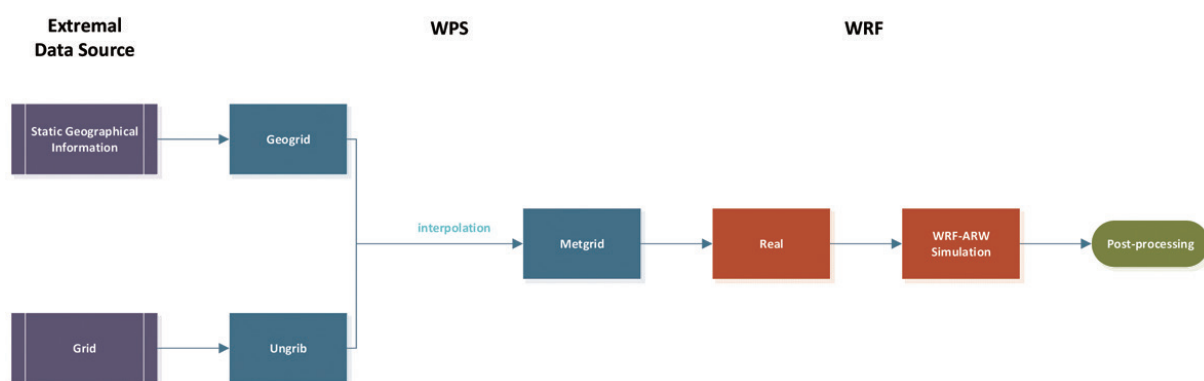 Extremal
Data Source
WPS
WRF
Static Geographical
Information
Geogrid
interpolation
Metgrid
Real
WRF-ARW
Simulation
Post-processing
Grid
Ungrib